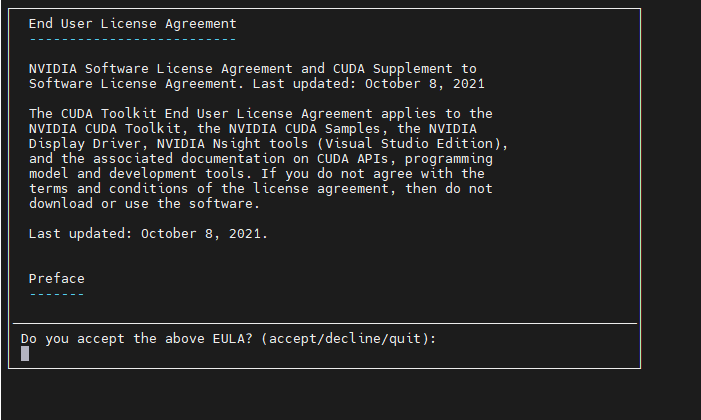 End User License Agreement
--------------------------
NVIDIA Software License Agreement and CUDA Supplement to
Software License Agreement. Last updated: October 8, 2021
The CUDA Toolkit End User License Agreement applies to the
NVIDIA CUDA Toolkit, the NVIDIA CUDA Samples, the NVIDIA
Display Driver, NVIDIA Nsight tools (Visual Studio Edition),
and the associated documentation on CUDA APIs, programming
model and development tools. If you do not agree with the
terms and conditions of the license agreement, then do not
download or use the software.
Last updated: October 8, 2021.
Preface
-------
Do you accept the above EULA? (accept/decline/quit):